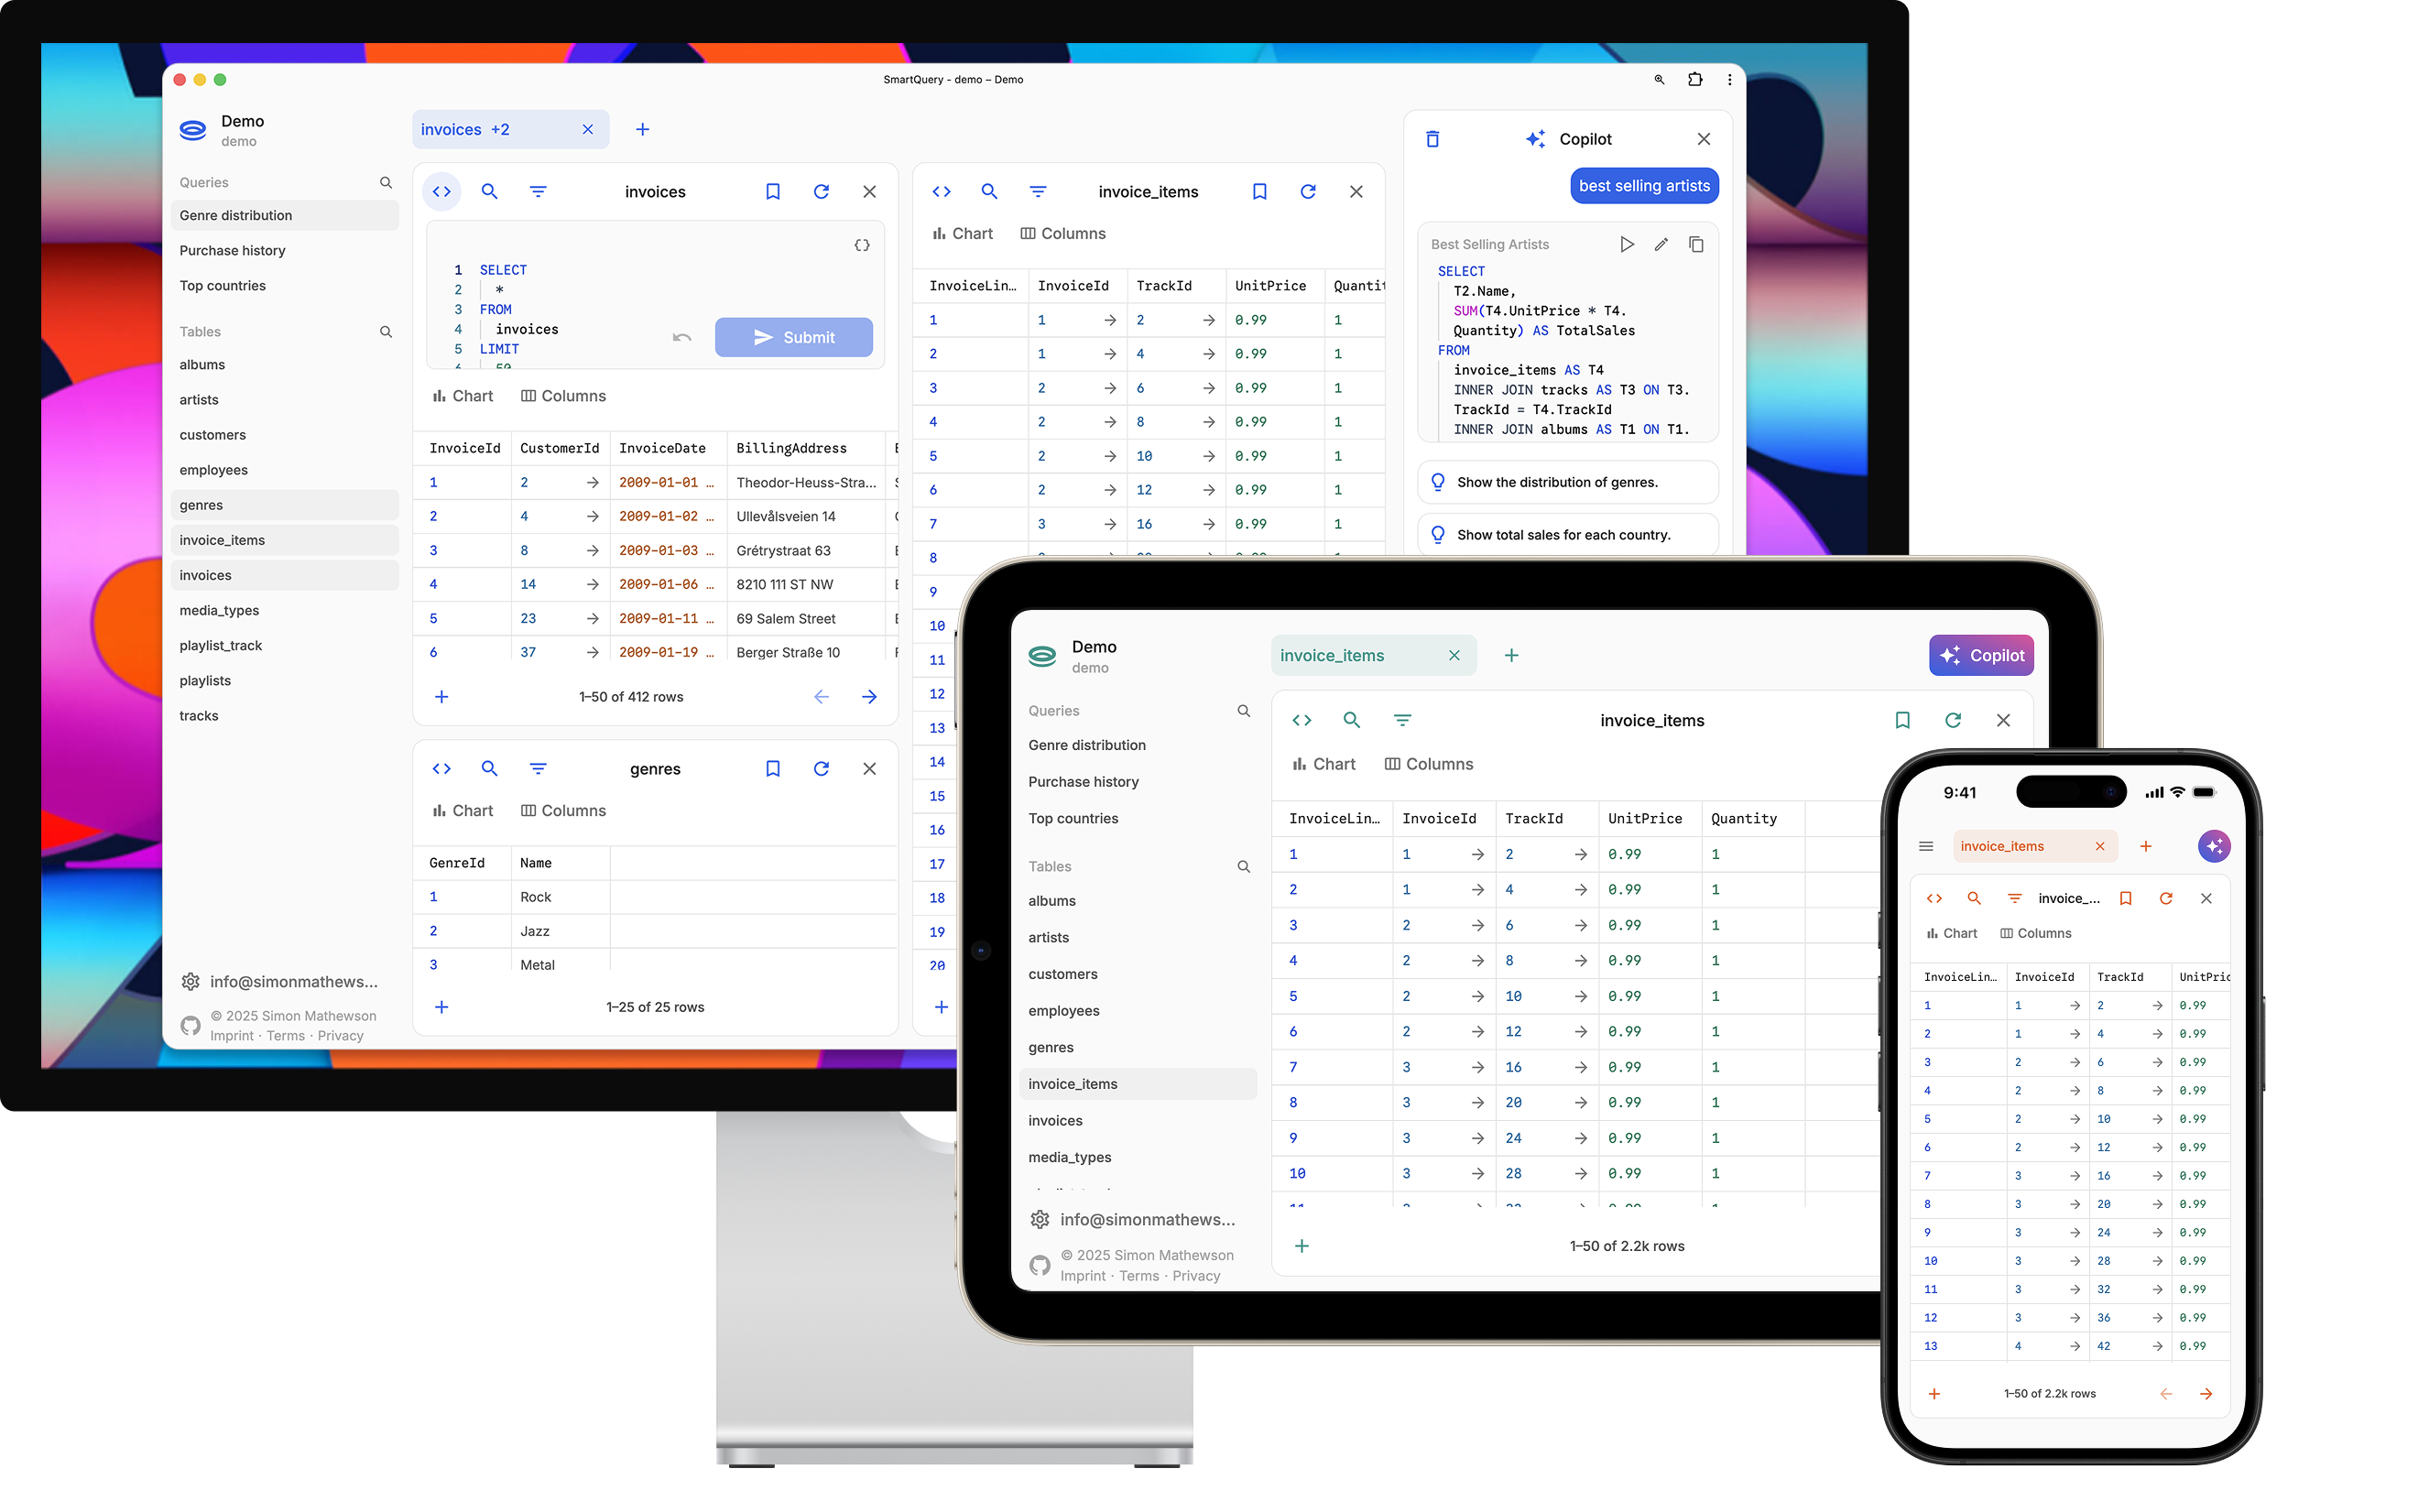 SmartQuery - demo – Demo
Demo
demo
Queries
Genre distribution
Purchase history
Top countries
Tables
albums
artists
customers
employees
genres
invoice_items
invoices
media_types
playlist_track
playlists
tracks
info@simonmathews...
© 2025 Simon Mathewson
Imprint · Terms · Privacy
invoices +2
invoices
1 SELECT
2 *
3 FROM
4 invoices
5 LIMIT
Submit
Chart Columns
InvoiceId CustomerId InvoiceDate BillingAddress
1 2 → 2009-01-01 … Theodor-Heuss-Stra...
2 4 → 2009-01-02 … Ullevålsveien 14
3 8 → 2009-01-03 … Grétrystraat 63
4 14 → 2009-01-06 … 8210 111 ST NW
5 23 → 2009-01-11 … 69 Salem Street
6 37 → 2009-01-19 … Berger Straße 10
1–50 of 412 rows
genres
Chart Columns
GenreId Name
1 Rock
2 Jazz
3 Metal
1–25 of 25 rows
invoice_items
Chart Columns
InvoiceLin… InvoiceId TrackId UnitPrice
1 1 → 2 → 0.99 1
2 1 → 4 → 0.99 1
3 2 → 6 → 0.99 1
4 2 → 8 → 0.99 1
5 2 → 10 → 0.99 1
6 2 → 12 → 0.99 1
7 3 → 16 → 0.99 1
8
9
10
11
12
13
14
15
16
17
18
19
20
Copilot
best selling artists
Best Selling Artists
SELECT
T2.Name,
SUM(T4.UnitPrice * T4.
Quantity) AS TotalSales
FROM
invoice_items AS T4
INNER JOIN tracks AS T3 ON T3.
TrackId = T4.TrackId
INNER JOIN albums AS T1 ON T1.
Show the distribution of genres.
Show total sales for each country.
Demo
demo
Queries
Genre distribution
Purchase history
Top countries
Tables
albums
artists
customers
employees
genres
invoice_items
invoices
media_types
info@simonmathews...
© 2025 Simon Mathewson
Imprint · Terms · Privacy
invoice_items
Copilot
invoice_items
Chart Columns
InvoiceLin… InvoiceId TrackId UnitPrice Quantity
1 1 → 2 → 0.99 1
2 1 → 4 → 0.99 1
3 2 → 6 → 0.99 1
4 2 → 8 → 0.99 1
5 2 → 10 → 0.99 1
6 2 → 12 → 0.99 1
7 3 → 16 → 0.99 1
8 3 → 20 → 0.99 1
9 3 → 24 → 0.99 1
10 3 → 28 → 0.99 1
1–50 of 2.2k rows
9:41
invoice_items
invoice_...
Chart Columns
InvoiceLin… InvoiceId TrackId
1 1 → 2 → 0.99
2 1 → 4 → 0.99
3 2 → 6 → 0.99
4 2 → 8 → 0.99
5 2 → 10 → 0.99
6 2 → 12 → 0.99
7 3 → 16 → 0.99
8 3 → 20 → 0.99
9 3 → 24 → 0.99
10 3 → 28 → 0.99
11 3 → 32 → 0.99
12 3 → 36 → 0.99
13 4 → 42 → 0.99
1–50 of 2.2k rows